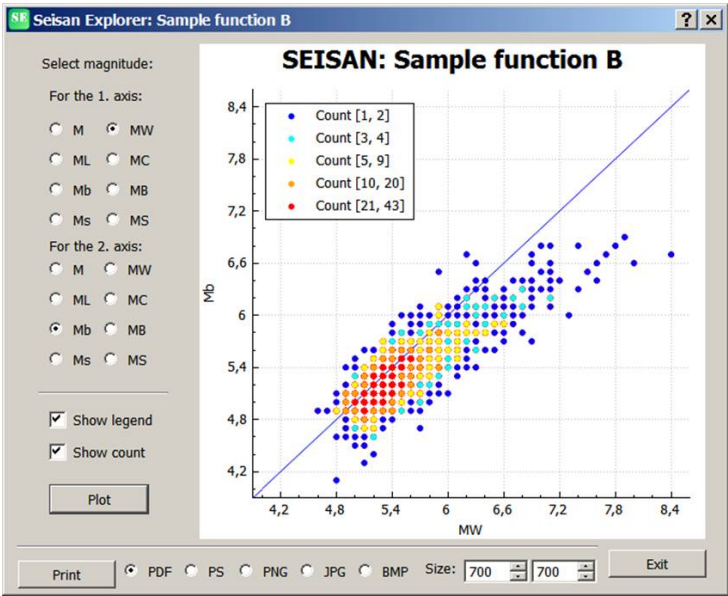 SE Seisan Explorer: Sample function B ? ×
Select magnitude:
For the 1. axis:
M MW
ML MC
Mb MB
Ms MS
For the 2. axis:
M MW
ML MC
Mb MB
Ms MS
Show legend
Show count
Plot
SEISAN: Sample function B
Count [1, 2]
Count [3, 4]
Count [5, 9]
Count [10, 20]
Count [21, 43]
8,4
7,8
7,2
6,6
6
5,4
4,8
4,2
Mb
4,2 4,8 5,4 6 6,6 7,2 7,8 8,4
MW
Print PDF PS PNG JPG BMP Size: 700 700 Exit